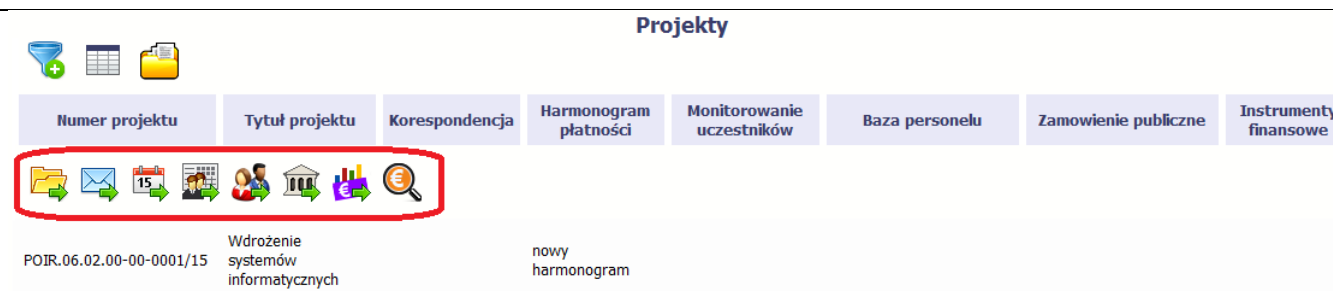 Projekty
Numer projektu
Tytuł projektu
Korespondencja
Harmonogram
płatności
Monitorowanie
uczestników
Baza personelu
Zamowienie publiczne
Instrumenty
finansowe
15
POIR.06.02.00-00-0001/15
Wdrożenie
systemów
informatycznych
nowy
harmonogram